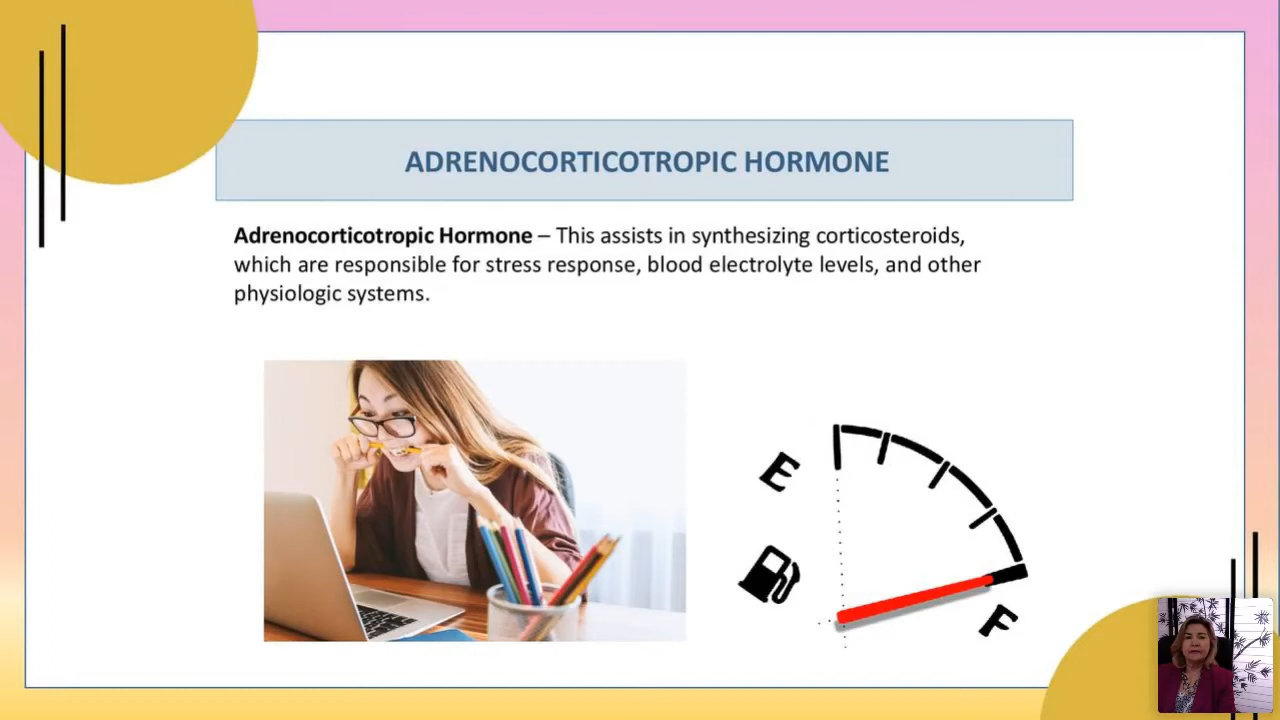 ADRENOCORTICOTROPIC HORMONE
Adrenocorticotropic Hormone – This assists in synthesizing corticosteroids,
which are responsible for stress response, blood electrolyte levels, and other
physiologic systems.
E
F